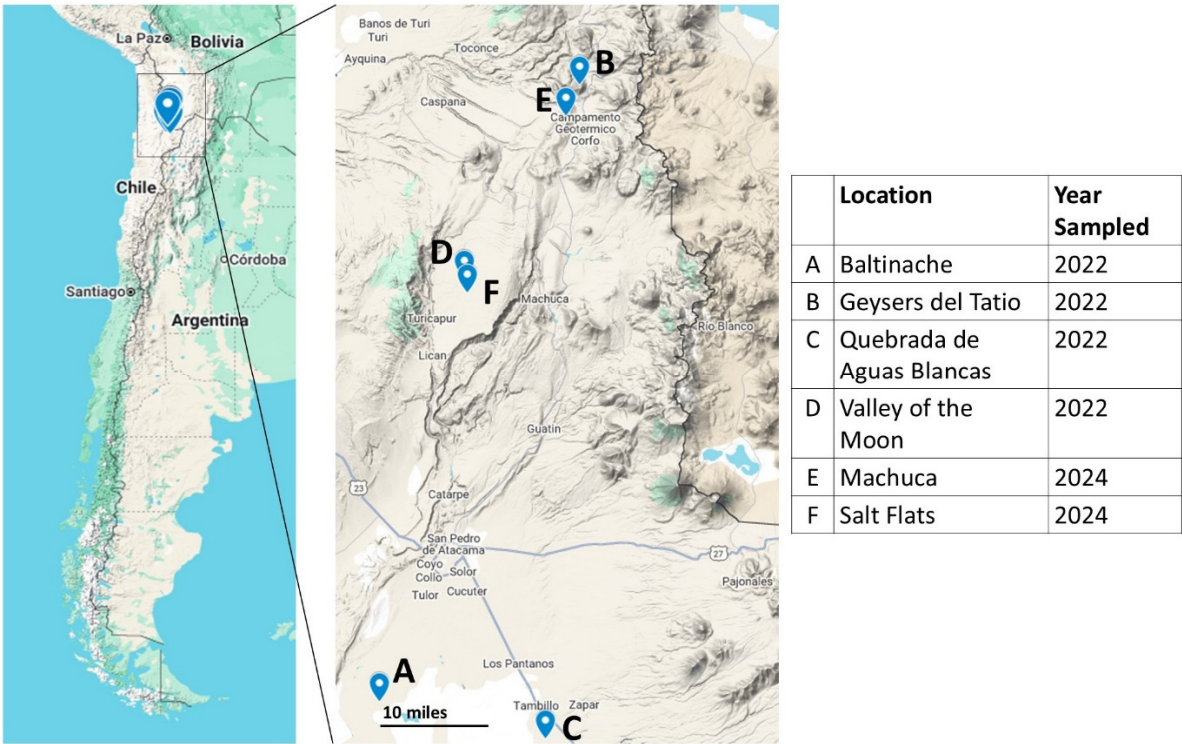 La Paz
Bolivia
Chile
Córdoba
Santiago
Argentina
Banos de Turi
Turi
Ayquina
Toconce
B
Caspana
E
Campamento
Geotermico
Corfo
D
F
Machuca
Turicapur
Rio Blanco
Lican
Guatin
23
Catarpe
San Pedro
de Atacama
27
Coyo
Collo
Solor
Pajonales
Tulor
Cucuter
A
Los Pantanos
10 miles
Tambillo
Zapar
C
Location
Year
Sampled
A Baltinache 2022
B Geysers del Tatio 2022
C Quebrada de 2022
Aguas Blancas
D Valley of the 2022
Moon
E Machuca 2024
F Salt Flats 2024